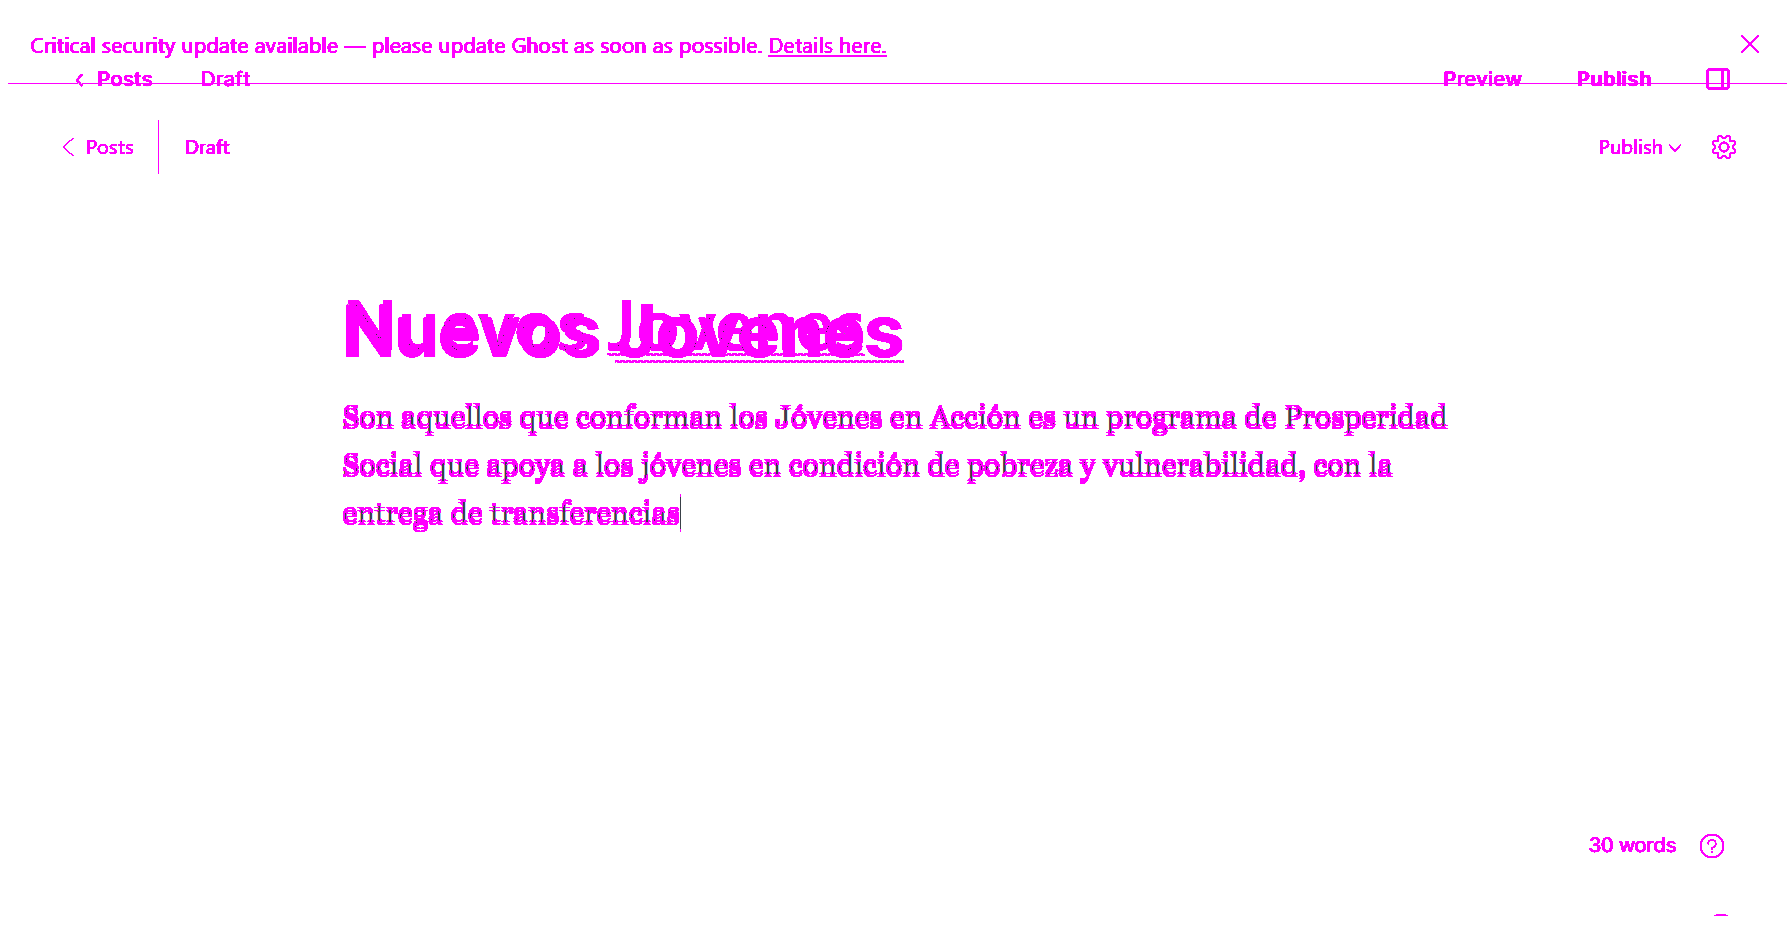 Critical security update available — please update Ghost as soon as possible. Details here.
Posts Draft Preview Publish
Posts Draft Publish
Nuevos Jovenes
Son aquellos que conforman los Jóvenes en Acción es un programa de Prosperidad
Social que apoya a los jóvenes en condición de pobreza y vulnerabilidad, con la
entrega de transferencias
30 words